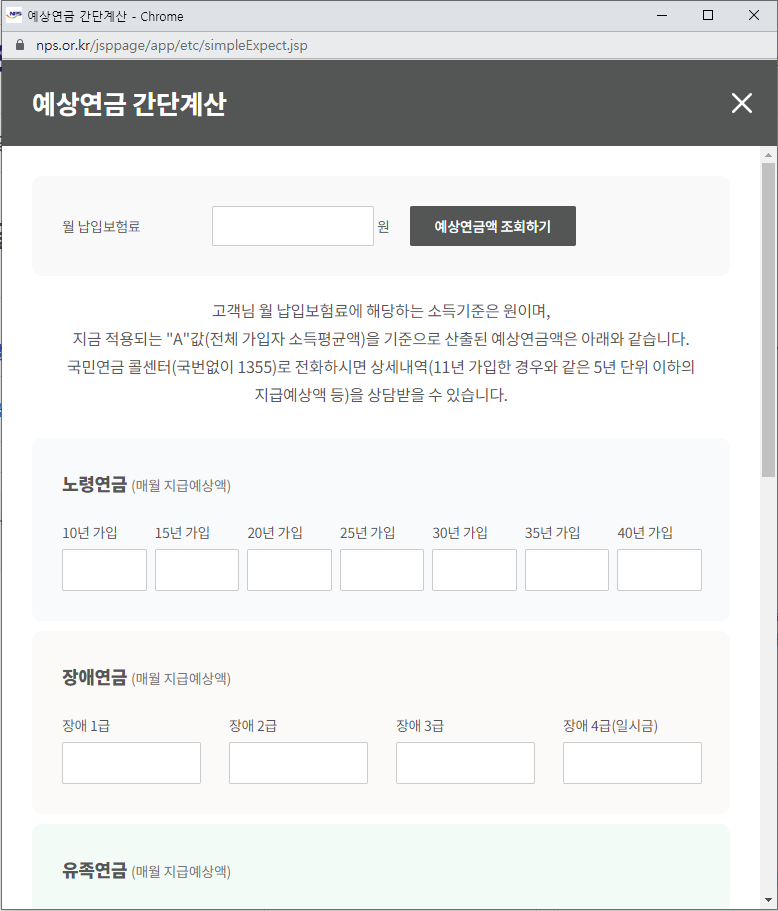 NPS 예상연금 간단계산 - Chrome
nps.or.kr/jsppage/app/etc/simpleExpect.jsp
예상연금 간단계산
월 납입보험료 원 예상연금액 조회하기
고객님 월 납입보험료에 해당하는 소득기준은 원이며,
지금 적용되는 "A"값(전체 가입자 소득평균액)을 기준으로 산출된 예상연금액은 아래와 같습니다.
국민연금 콜센터(국번없이 1355)로 전화하시면 상세내역(11년 가입한 경우와 같은 5년 단위 이하의
지급예상액 등)을 상담받을 수 있습니다.
노령연금 (매월 지급예상액)
10년 가입 15년 가입 20년 가입 25년 가입 30년 가입 35년 가입 40년 가입
장애연금 (매월 지급예상액)
장애 1급 장애 2급 장애 3급 장애 4급(일시금)
유족연금 (매월 지급예상액)